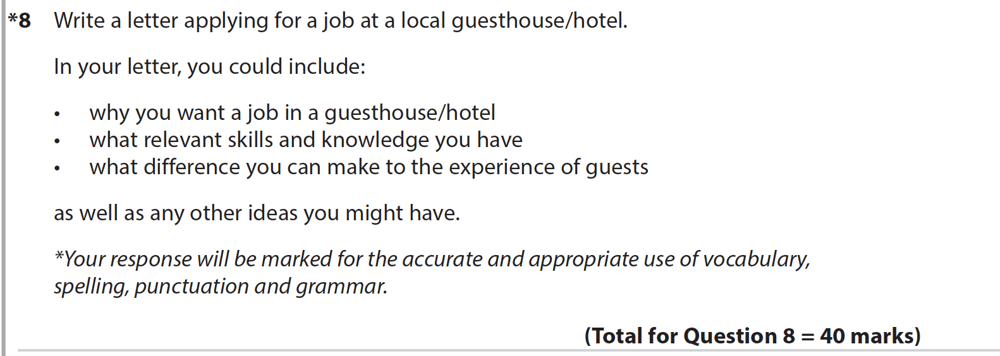 *8 Write a letter applying for a job at a local guesthouse/hotel.
In your letter, you could include:
• why you want a job in a guesthouse/hotel
• what relevant skills and knowledge you have
• what difference you can make to the experience of guests
as well as any other ideas you might have.
*Your response will be marked for the accurate and appropriate use of vocabulary,
spelling, punctuation and grammar.
(Total for Question 8 = 40 marks)